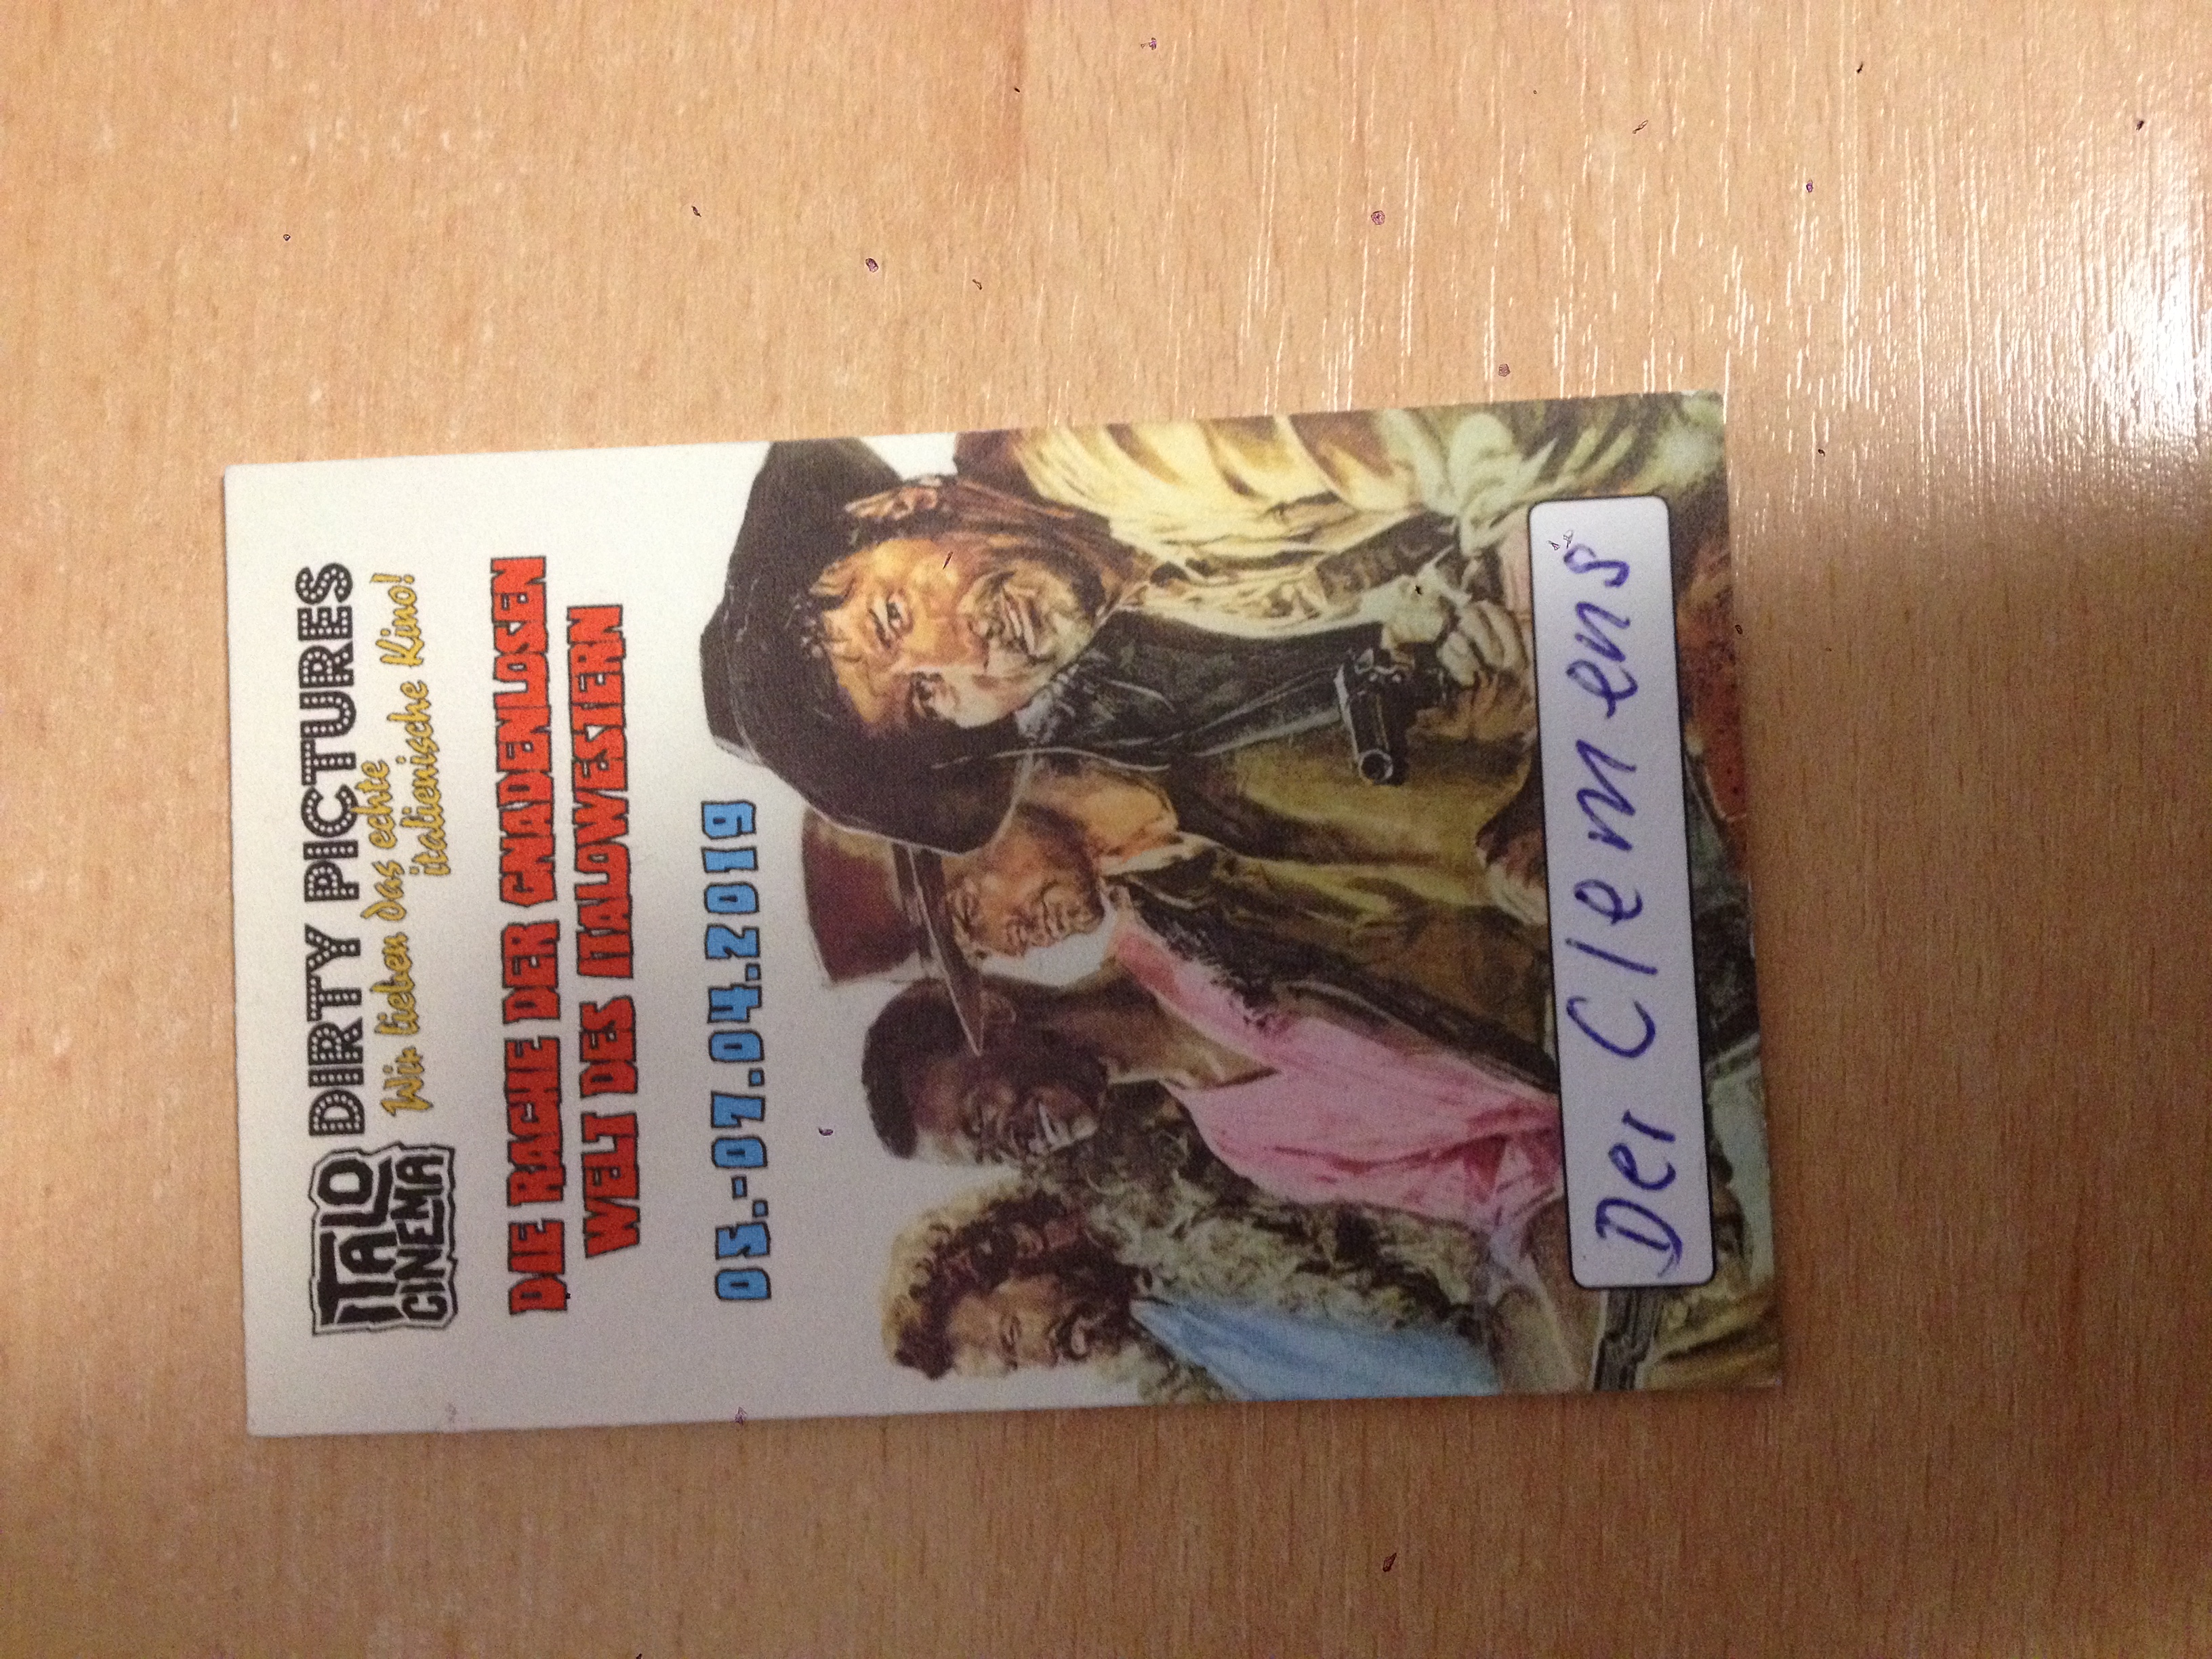 ITALO
CINEMA
DIRTY PICTURES
Wir lieben das echte
italienische Kino!
DIE RACHE DER GNADENLOSEN
WELT DES ITALOWESTERN
05.-07.04.2019
Der Clemens